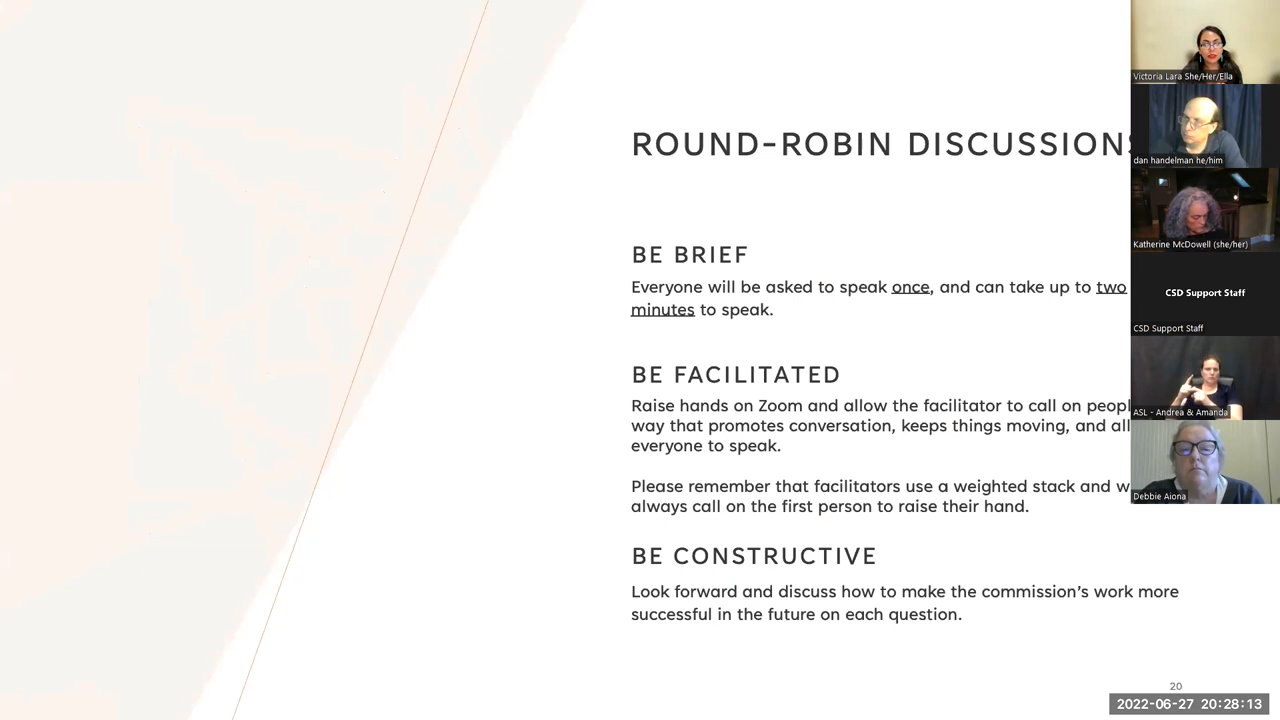 ROUND-ROBIN DISCUSSIONS
BE BRIEF
Everyone will be asked to speak once, and can take up to two
minutes to speak.
BE FACILITATED
Raise hands on Zoom and allow the facilitator to call on
way that promotes conversation, keeps things moving, and
everyone to speak.
Please remember that facilitators use a weighted stack and
always call on the first person to raise their hand.
BE CONSTRUCTIVE
Look forward and discuss how to make the commission's work more
successful in the future on each question.
20
2022-06-27 20:28:13
Victoria Lara She/Her/Ella
dan handelman he/him
Katherine McDowell (she/her)
CSD Support Staff
CSD Support Staff
ASL - Andrea & Amanda
Debbie Aiona